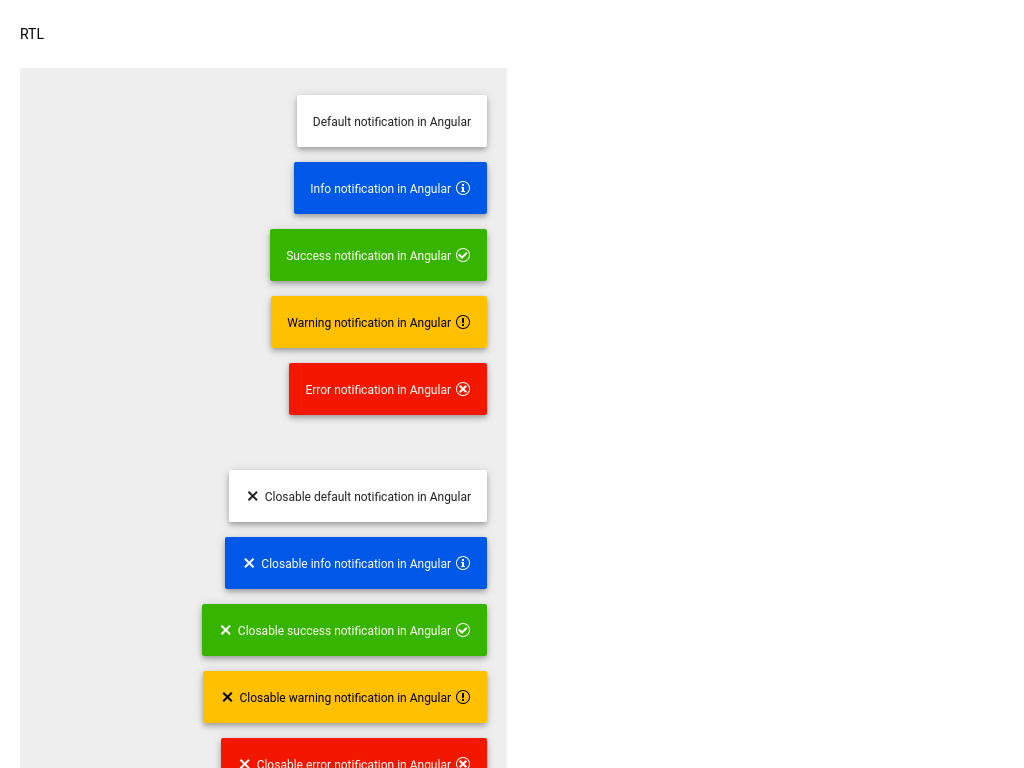 RTL
Default notification in Angular
Info notification in Angular
Success notification in Angular
Warning notification in Angular
Error notification in Angular
Closable default notification in Angular
Closable info notification in Angular
Closable success notification in Angular
Closable warning notification in Angular
Closable error notification in Angular